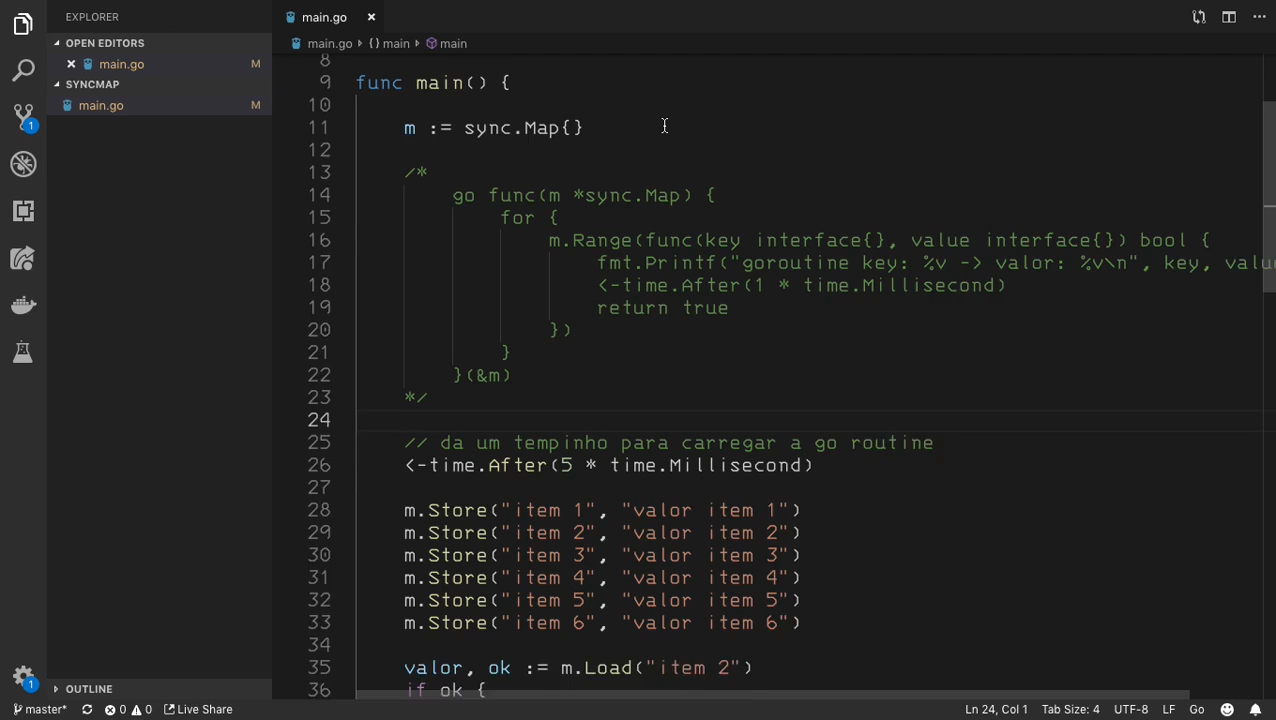 EXPLORER
OPEN EDITORS
main.go M
SYNCMAP
main.go M
OUTLINE
main.go
main.go main main
8
9 func main() {
10
11 m := sync.Map{}
12
13 /*
14 go func(m *sync.Map) {
15 for {
16 m.Range(func(key interface{}, value interface{}) bool {
17 fmt.Printf("goroutine key: %v -> valor: %v\n", key, valu
18 <-time.After(1 * time.Millisecond)
19 return true
20 })
21 }
22 }(&m)
23 */
24
25 // da um tempinho para carregar a go routine
26 <-time.After(5 * time.Millisecond)
27
28 m.Store("item 1", "valor item 1")
29 m.Store("item 2", "valor item 2")
30 m.Store("item 3", "valor item 3")
31 m.Store("item 4", "valor item 4")
32 m.Store("item 5", "valor item 5")
33 m.Store("item 6", "valor item 6")
34
35 valor, ok := m.Load("item 2")
36 if ok {
1
1
master* 0 0 Live Share Ln 24, Col 1 Tab Size: 4 UTF-8 LF Go